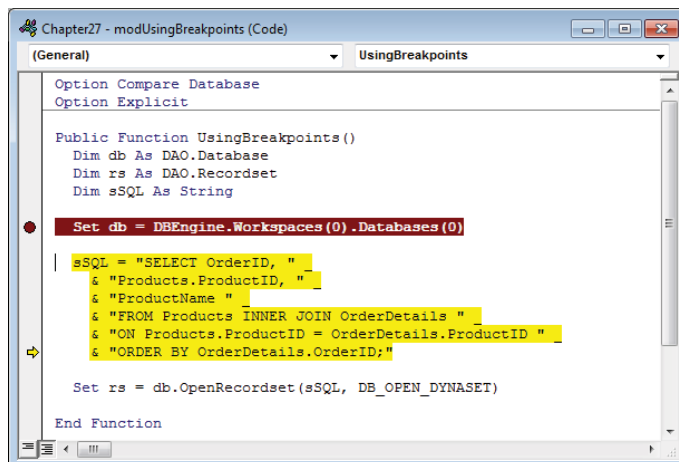 Chapter27 - modUsingBreakpoints (Code)
(General) UsingBreakpoints
Option Compare Database
Option Explicit
Public Function UsingBreakpoints()
Dim db As DAO.Database
Dim rs As DAO.Recordset
Dim sSQL As String
Set db = DBEngine.Workspaces(0).Databases(0)
sSQL = "SELECT OrderID, " _
& "Products.ProductID, " _
& "ProductName " _
& "FROM Products INNER JOIN OrderDetails " _
& "ON Products.ProductID = OrderDetails.ProductID " _
& "ORDER BY OrderDetails.OrderID;"
Set rs = db.OpenRecordset(sSQL, DB_OPEN_DYNASET)
End Function